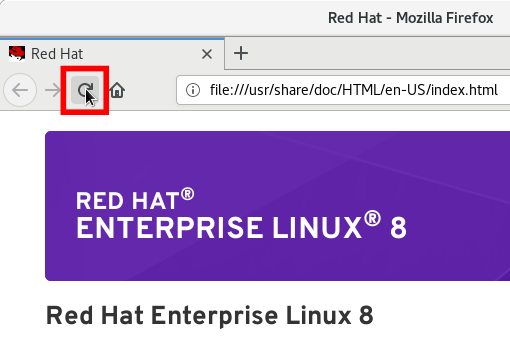 Red Hat - Mozilla Firefox
Red Hat
file:///usr/share/doc/HTML/en-US/index.html
RED HAT®
ENTERPRISE LINUX® 8
Red Hat Enterprise Linux 8